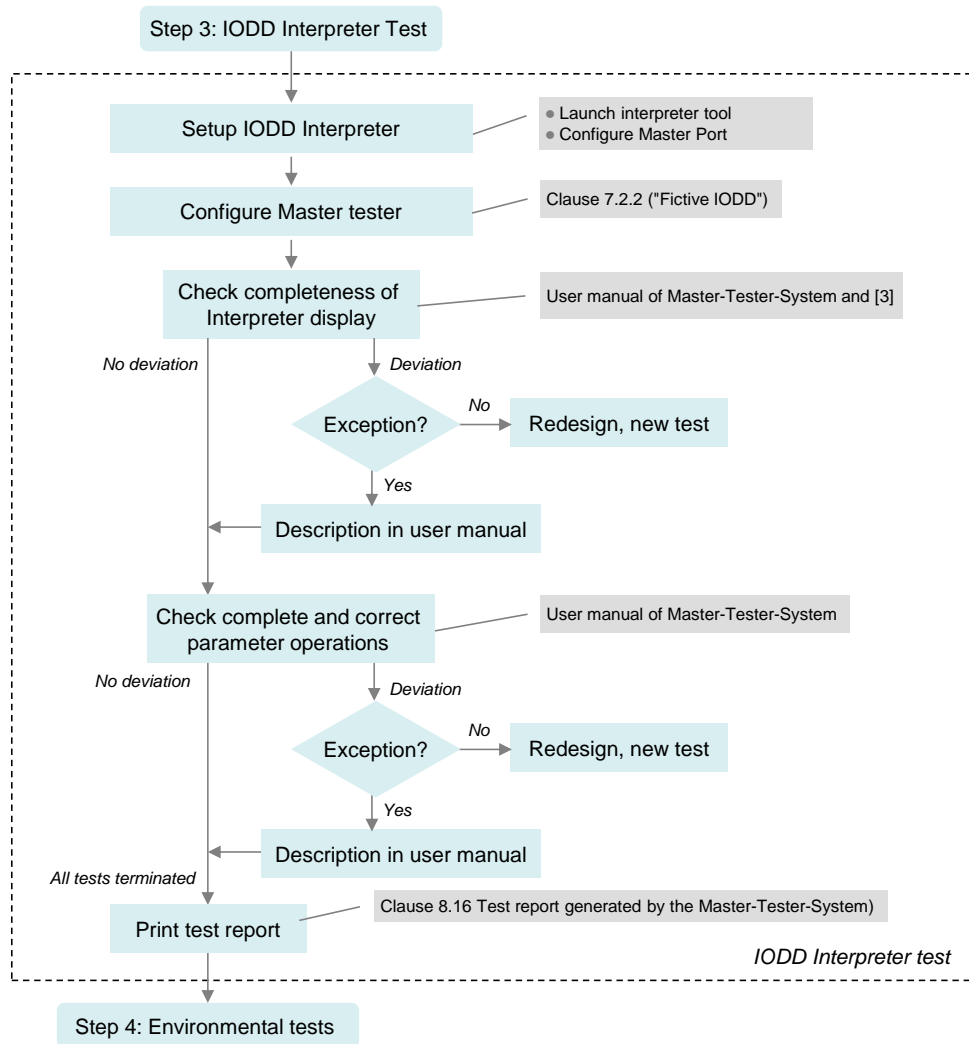 Step 3: IODD Interpreter Test
Setup IODD Interpreter
● Launch interpreter tool
● Configure Master Port
Configure Master tester
Clause 7.2.2 ("Fictive IODD")
Check completeness of
Interpreter display
User manual of Master-Tester-System and [3]
No deviation
Deviation
Exception?
No
Redesign, new test
Yes
Description in user manual
Check complete and correct
parameter operations
User manual of Master-Tester-System
No deviation
Deviation
Exception?
No
Redesign, new test
Yes
Description in user manual
All tests terminated
Print test report
Clause 8.16 Test report generated by the Master-Tester-System)
IODD Interpreter test
Step 4: Environmental tests